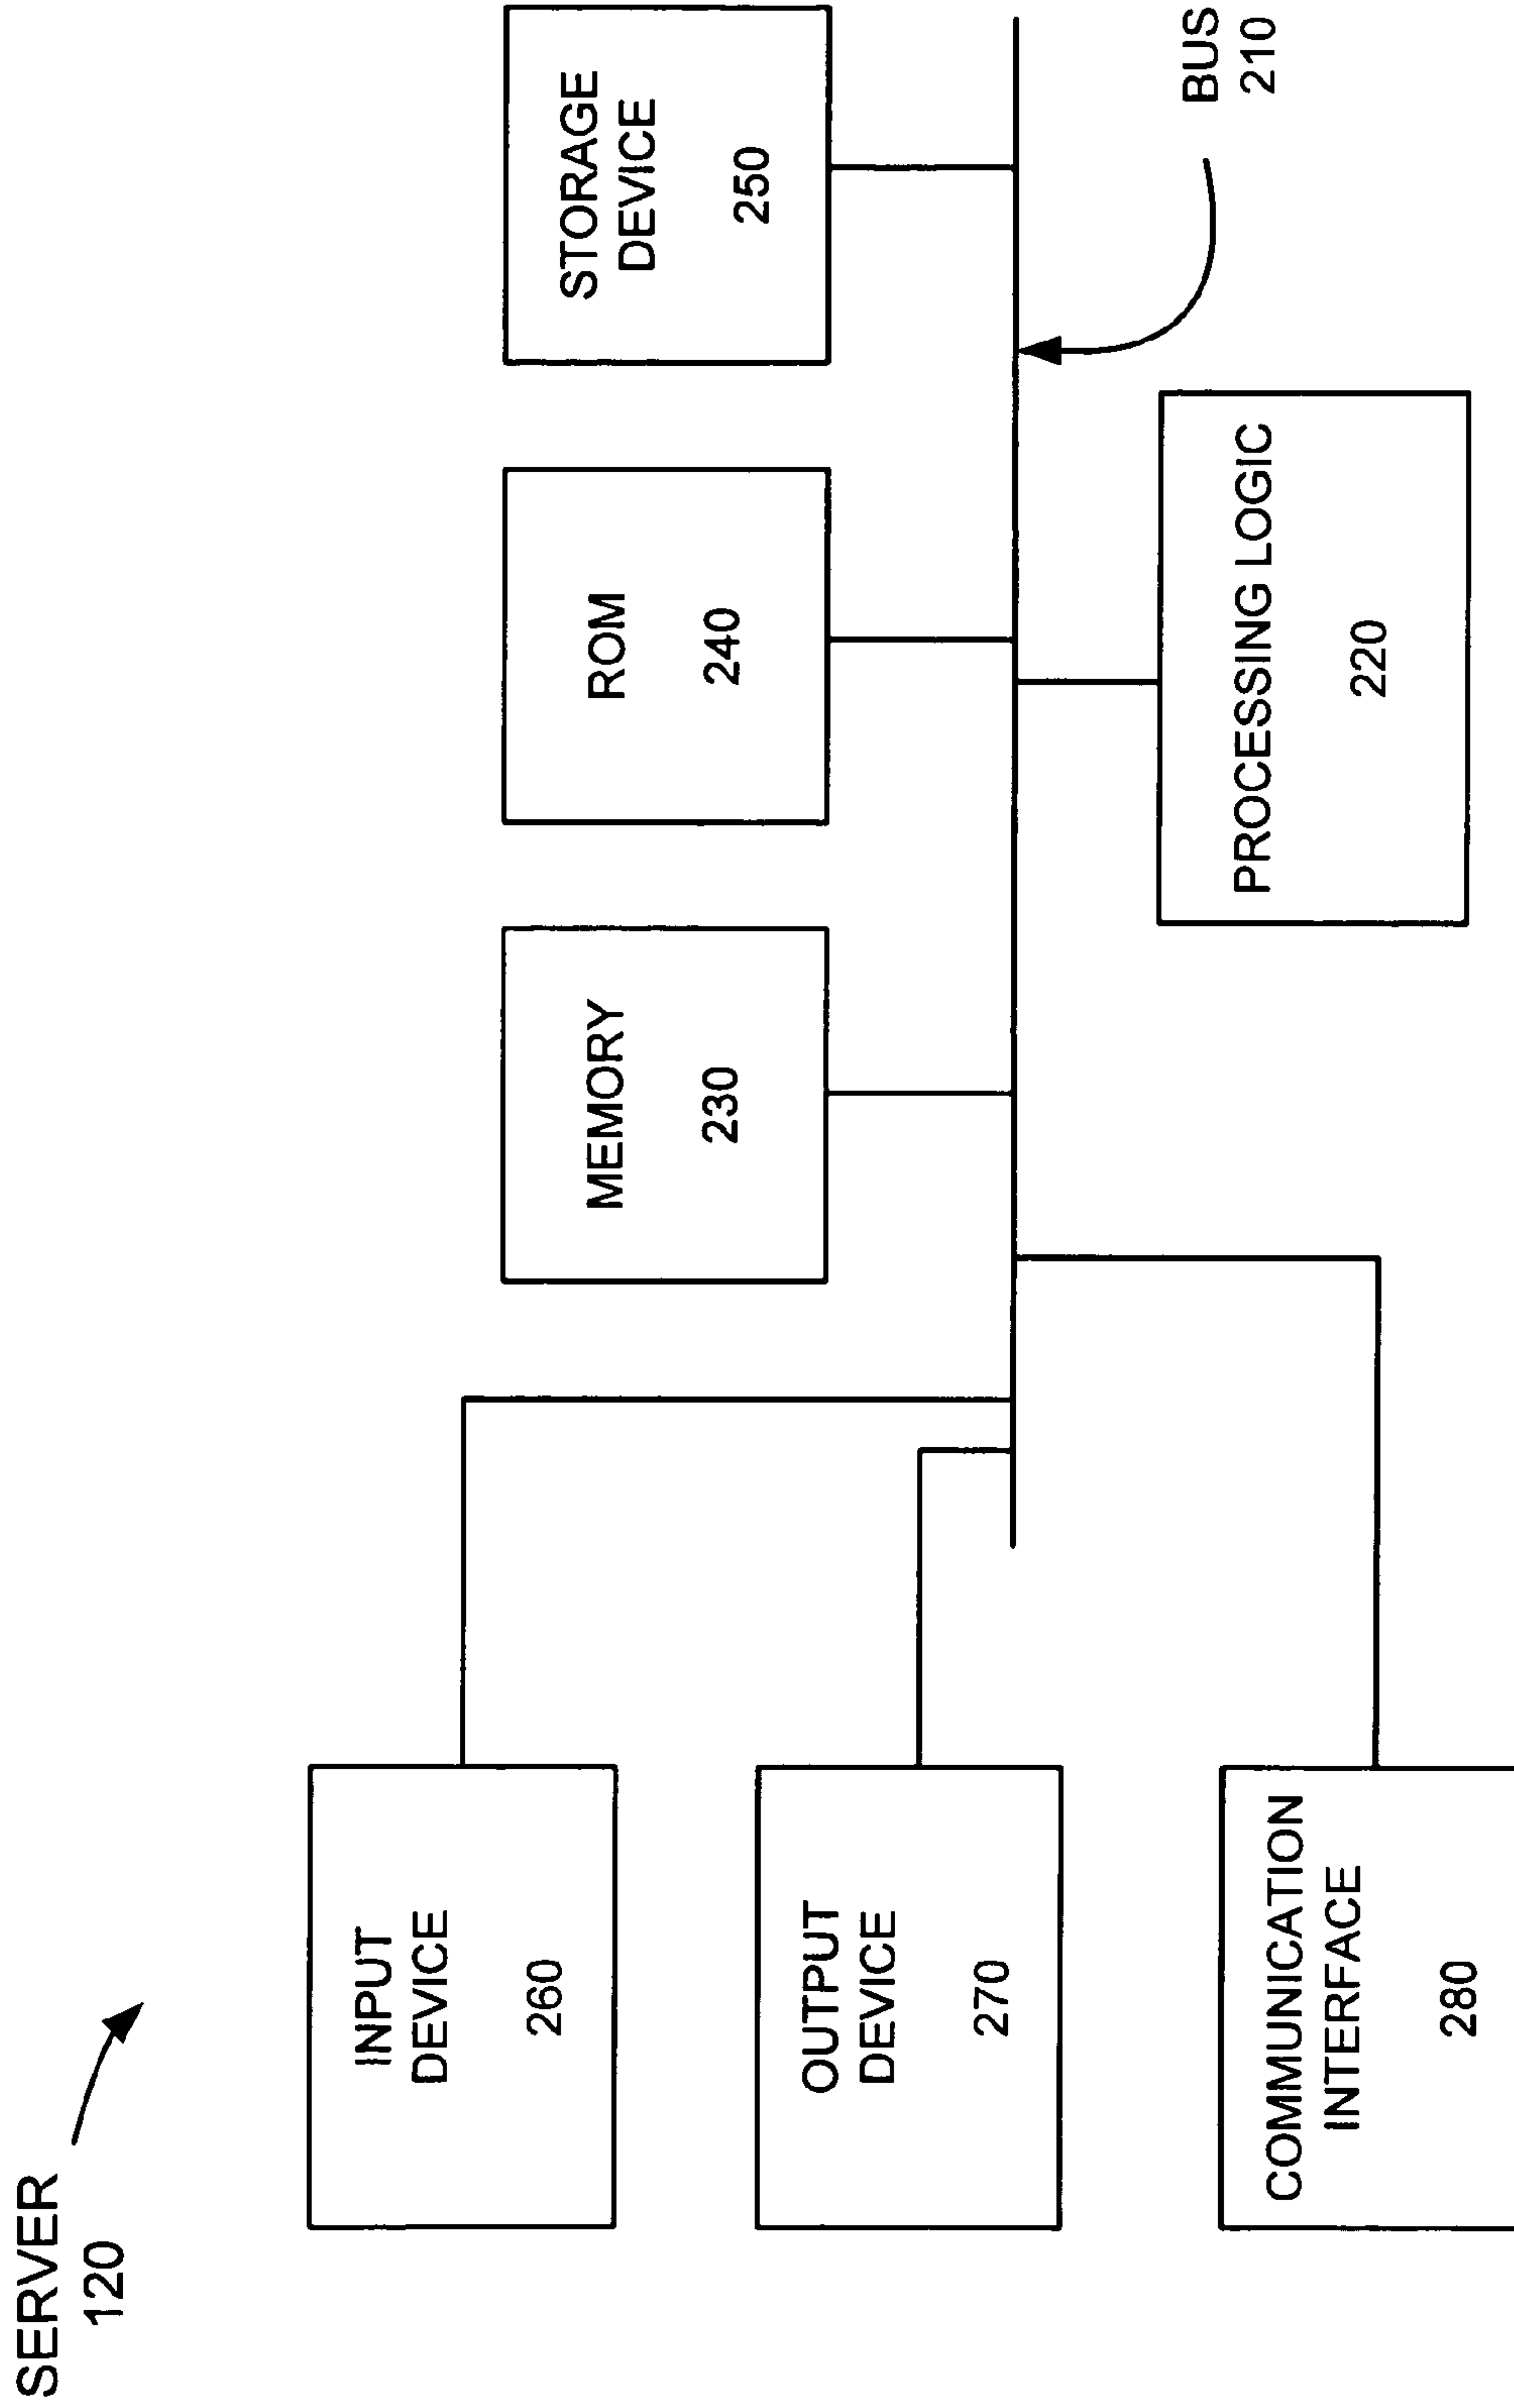 SERVER
120
INPUT
DEVICE
260
MEMORY
230
ROM
240
STORAGE
DEVICE
250
OUTPUT
DEVICE
270
COMMUNICATION
INTERFACE
280
PROCESSING LOGIC
220
BUS
210